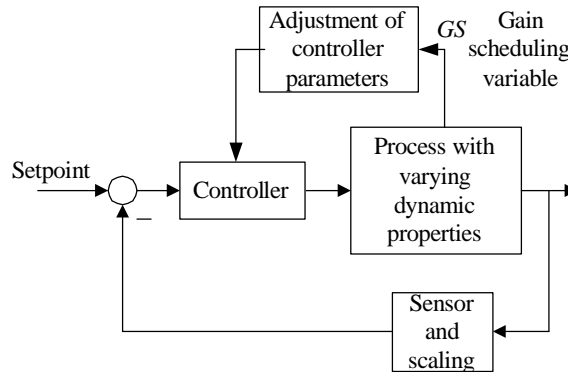 Adjustment of
controller
parameters
GS
Gain
scheduling
variable
Setpoint
Controller
Process with
varying
dynamic
properties
–
Sensor
and
scaling